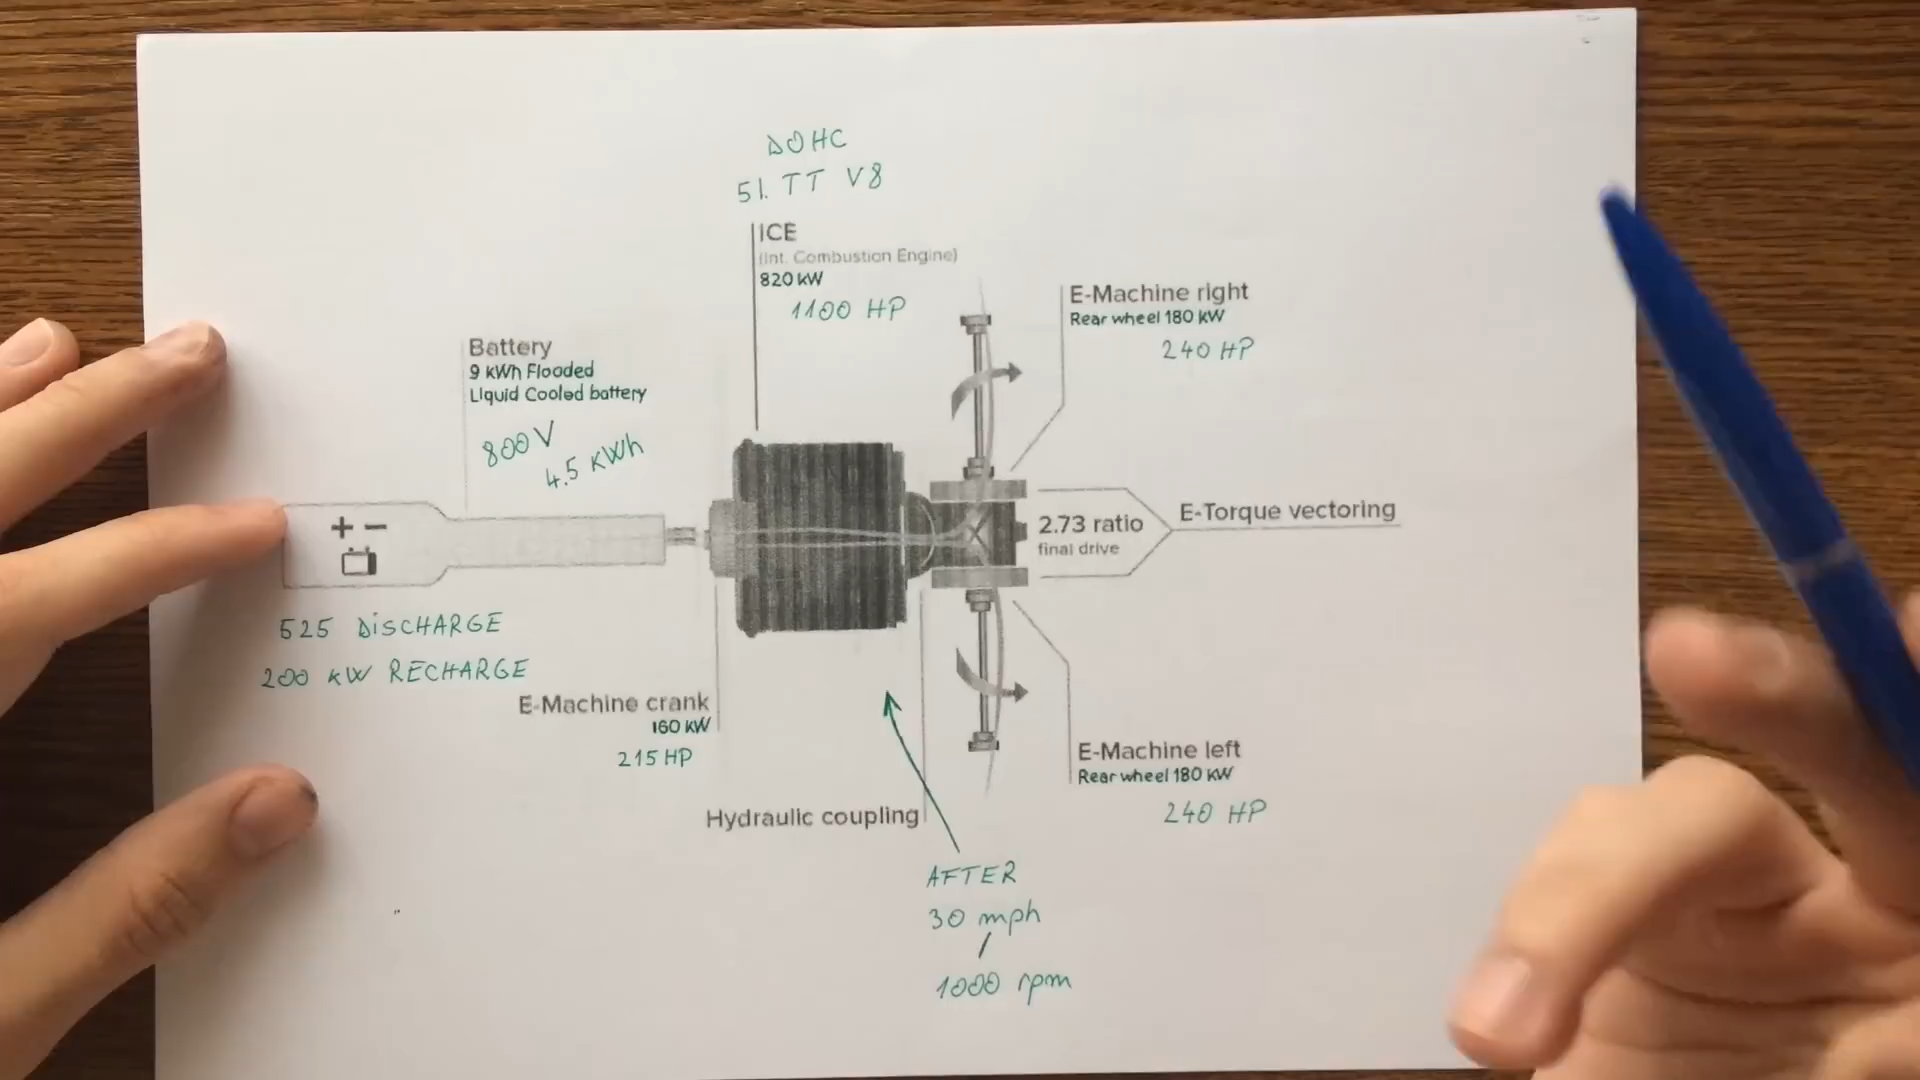 DOHC
5l. TT V8
ICE
(Int. Combustion Engine)
820 kW
1100 HP
E-Machine right
Rear wheel 180 kW
240 HP
Battery
9 kWh Flooded
Liquid Cooled battery
800V
4.5 KWh
+ −
2.73 ratio
final drive
E-Torque vectoring
525 DiSCHARGE
200 KW RECHARGE
E-Machine crank
160 KW
215 HP
Hydraulic coupling
E-Machine left
Rear wheel 180 kW
240 HP
AFTER
30 mph
/
1000 rpm